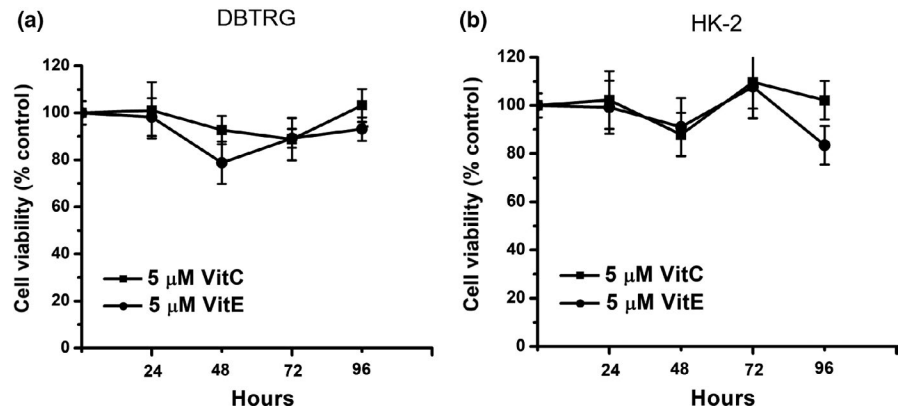 (a)
DBTRG
Cell viability (% control)
120
100
80
60
40
20
0
5 μM VitC
5 μM VitE
24
48
72
96
Hours
(b)
HK-2
Cell viability (% control)
120
100
80
60
40
20
0
5 μM VitC
5 μM VitE
24
48
72
96
Hours